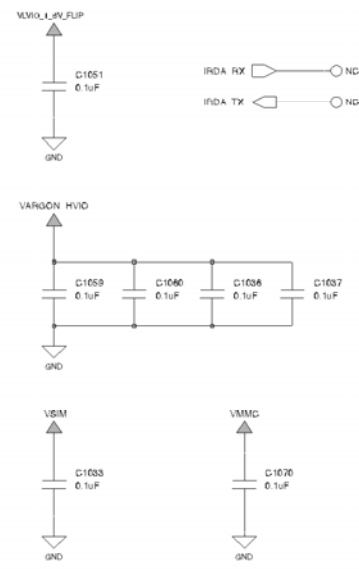 C1051
0.1uF
GND
IRDA RX
NC
IRDA TX
NC
VARGON HVIO
C1059
0.1uF
C1060
0.1uF
C1036
0.1uF
C1037
0.1uF
GND
VSIM
C1033
0.1uF
GND
VMMC
C1070
0.1uF
GND